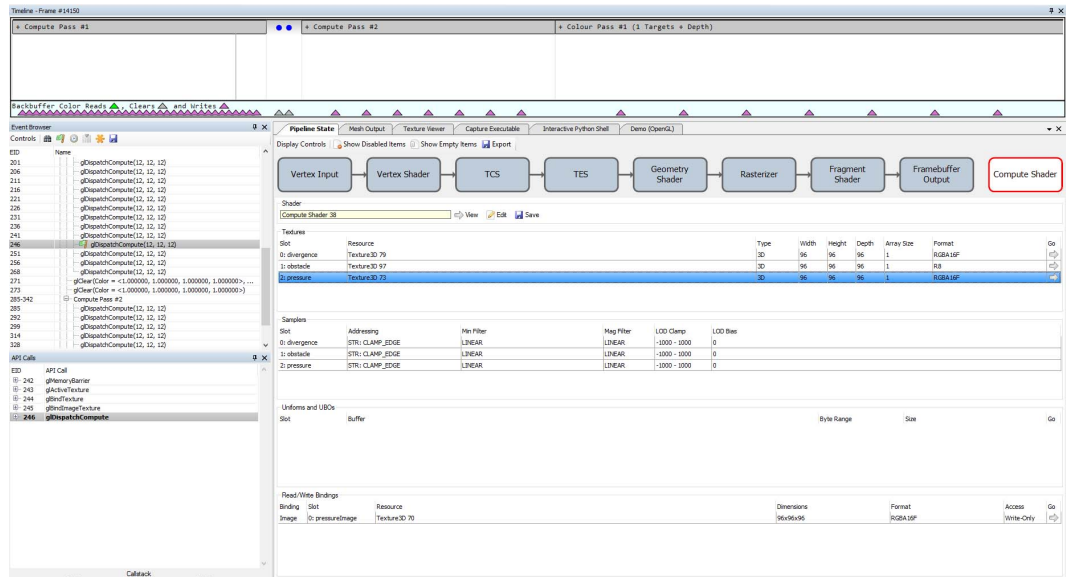 Timeline - Frame #14150
+ Compute Pass #1
+ Compute Pass #2
+ Colour Pass #1 (1 Targets + Depth)
Backbuffer Color Reads , Clears and Writes
Event Browser
Controls
EID Name
201 glDispatchCompute(12, 12, 12)
206 glDispatchCompute(12, 12, 12)
211 glDispatchCompute(12, 12, 12)
216 glDispatchCompute(12, 12, 12)
221 glDispatchCompute(12, 12, 12)
226 glDispatchCompute(12, 12, 12)
231 glDispatchCompute(12, 12, 12)
236 glDispatchCompute(12, 12, 12)
241 glDispatchCompute(12, 12, 12)
246 glDispatchCompute(12, 12, 12)
251 glDispatchCompute(12, 12, 12)
256 glDispatchCompute(12, 12, 12)
268 glDispatchCompute(12, 12, 12)
271 glClear(Color = <1.000000, 1.000000, 1.000000, 1.000000>, ...
273 glClear(Color = <1.000000, 1.000000, 1.000000, 1.000000>)
285-342 Compute Pass #2
285 glDispatchCompute(12, 12, 12)
292 glDispatchCompute(12, 12, 12)
299 glDispatchCompute(12, 12, 12)
314 glDispatchCompute(12, 12, 12)
328 glDispatchCompute(12, 12, 12)
API Calls
EID API Call
242 glMemoryBarrier
243 glActiveTexture
244 glBindTexture
245 glBindImageTexture
246 glDispatchCompute
Callstack
Pipeline State Mesh Output Texture Viewer Capture Executable Interactive Python Shell Demo (OpenGL)
Display Controls Show Disabled Items Show Empty Items Export
Vertex Input Vertex Shader TCS TES Geometry Shader Rasterizer Fragment Shader Framebuffer Output Compute Shader
Shader
Compute Shader 38 View Edit Save
Textures
Slot Resource Type Width Height Depth Array Size Format Go
0: divergence Texture3D 79 3D 96 96 96 1 RGBA16F
1: obstacle Texture3D 97 3D 96 96 96 1 R8
2: pressure Texture3D 73 3D 96 96 96 1 RGBA16F
Samplers
Slot Addressing Min Filter Mag Filter LOD Clamp LOD Bias
0: divergence STR: CLAMP_EDGE LINEAR LINEAR -1000 - 1000 0
1: obstacle STR: CLAMP_EDGE LINEAR LINEAR -1000 - 1000 0
2: pressure STR: CLAMP_EDGE LINEAR LINEAR -1000 - 1000 0
Uniforms and UBOs
Slot Buffer Byte Range Size Go
Read/Write Bindings
Binding Slot Resource Dimensions Format Access Go
Image 0: pressureImage Texture3D 70 96x96x96 RGBA16F Write-Only